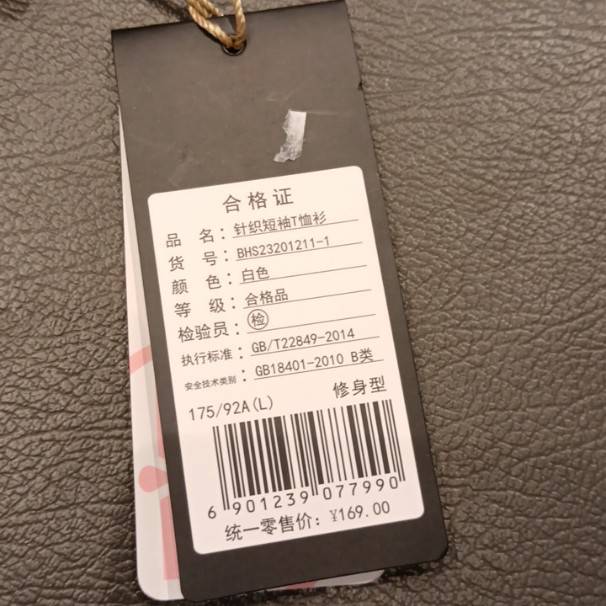 合格证
品 名：针织短袖T恤衫
货 号：BHS23201211-1
颜 色：白色
等 级：合格品
检验员：检
执行标准：GB/T22849-2014
安全技术类别：GB18401-2010 B类
175/92A(L) 修身型
6 901239 077990
统一零售价：¥169.00